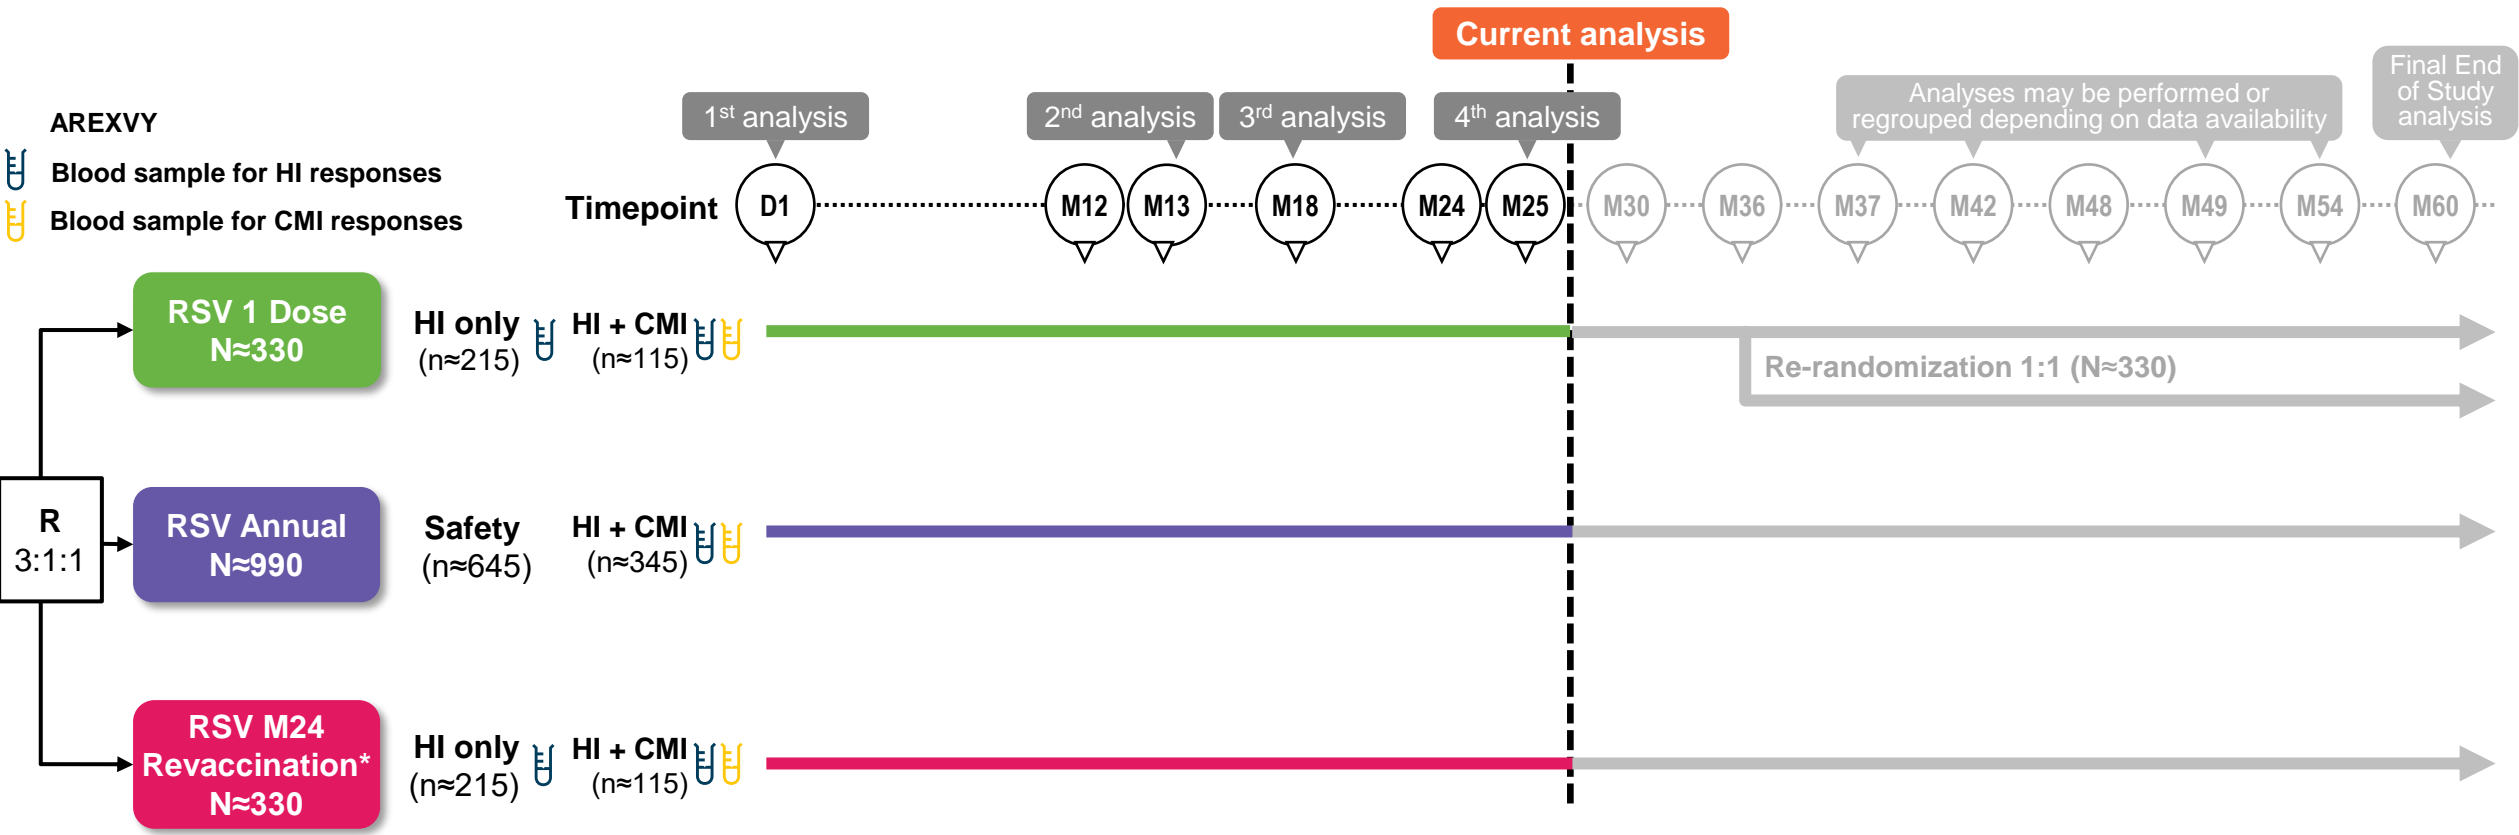 Current analysis
Final End
of Study
analysis
1st analysis
2nd analysis
3rd analysis
4th analysis
Analyses may be performed or
regrouped depending on data availability
AREXVY
Blood sample for HI responses
Blood sample for CMI responses
Timepoint
D1
M12
M13
M18
M24
M25
M30
M36
M37
M42
M48
M49
M54
M60
RSV 1 Dose
N≈330
HI only
(n≈215)
HI + CMI
(n≈115)
Re-randomization 1:1 (N≈330)
R
3:1:1
RSV Annual
N≈990
Safety
(n≈645)
HI + CMI
(n≈345)
RSV M24
Revaccination*
N≈330
HI only
(n≈215)
HI + CMI
(n≈115)